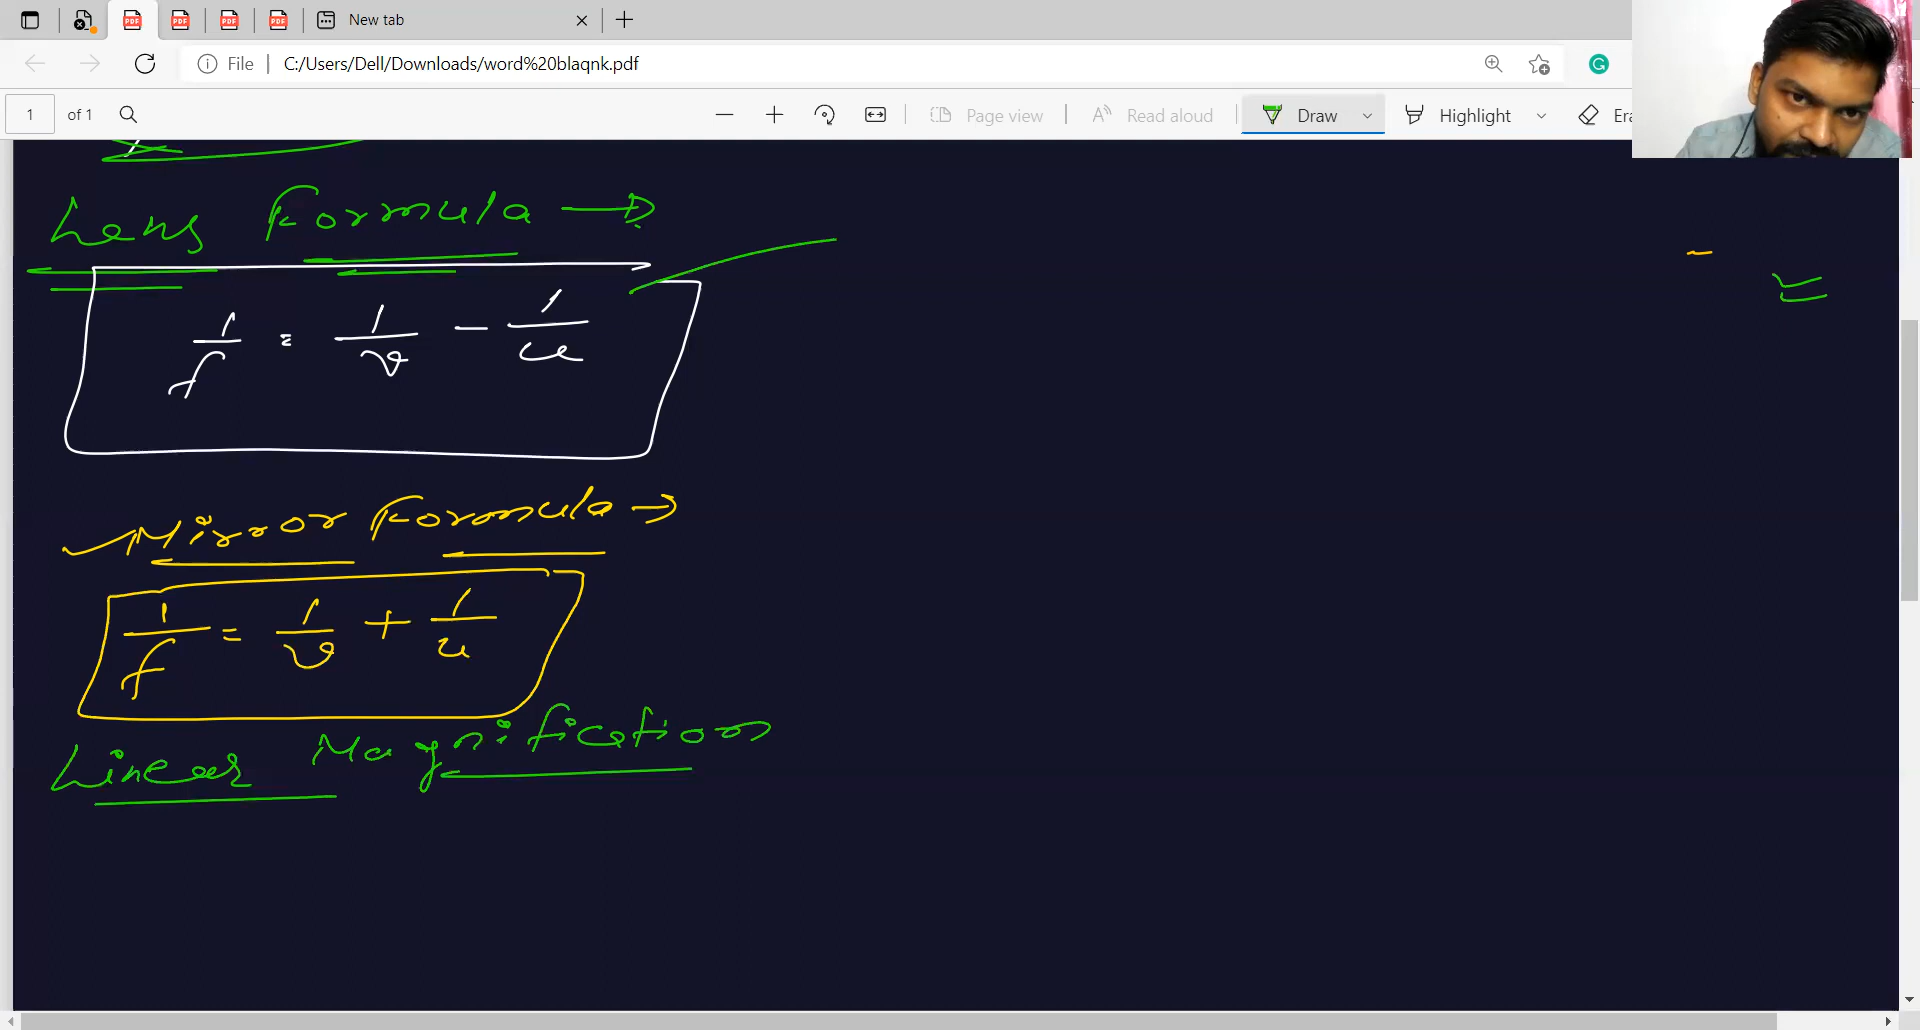 New tab
File C:/Users/Dell/Downloads/word%20blaqnk.pdf
1 of 1 Page view Read aloud Draw Highlight Era
Lens Formula →
1/f = 1/v - 1/u
Mirror Formula →
1/f = 1/v + 1/u
Linear Magnification